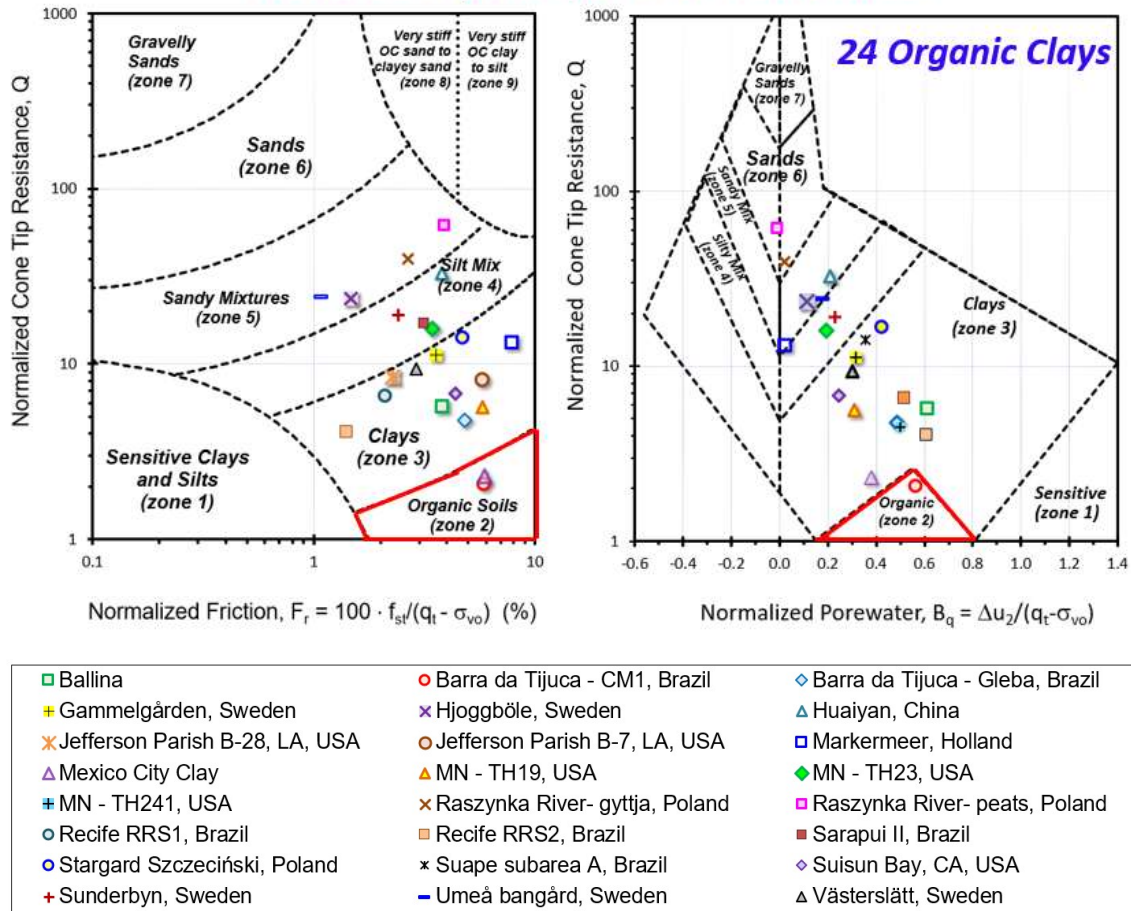 1000
100
10
1
Normalized Cone Tip Resistance, Q
Gravelly
Sands
(zone 7)
Very stiff
OC sand to
clayey sand
(zone 8)
Very stiff
OC clay
to silt
(zone 9)
Sands
(zone 6)
Silt Mix
(zone 4)
Sandy Mixtures
(zone 5)
Clays
(zone 3)
Sensitive Clays
and Silts
(zone 1)
Organic Soils
(zone 2)
0.1
1
10
Normalized Friction, Fr = 100 · fst/(qt - σvo) (%)
1000
100
10
1
Normalized Cone Tip Resistance, Q
24 Organic Clays
Gravelly
Sands
(zone 7)
Sands
(zone 6)
Sandy Mix
(zone 5)
Silty Mix
(zone 4)
Clays
(zone 3)
Organic
(zone 2)
Sensitive
(zone 1)
-0.6 -0.4 -0.2 0.0 0.2 0.4 0.6 0.8 1.0 1.2 1.4
Normalized Porewater, Bq = Δu2/(qt-σvo)
Ballina
Barra da Tijuca - CM1, Brazil
Barra da Tijuca - Gleba, Brazil
Gammelgården, Sweden
Hjoggböle, Sweden
Huaiyan, China
Jefferson Parish B-28, LA, USA
Jefferson Parish B-7, LA, USA
Markermeer, Holland
Mexico City Clay
MN - TH19, USA
MN - TH23, USA
MN - TH241, USA
Raszynka River- gyttja, Poland
Raszynka River- peats, Poland
Recife RRS1, Brazil
Recife RRS2, Brazil
Sarapui II, Brazil
Stargard Szczeciński, Poland
Suape subarea A, Brazil
Suisun Bay, CA, USA
Sunderbyn, Sweden
Umeå bangård, Sweden
Västerslätt, Sweden